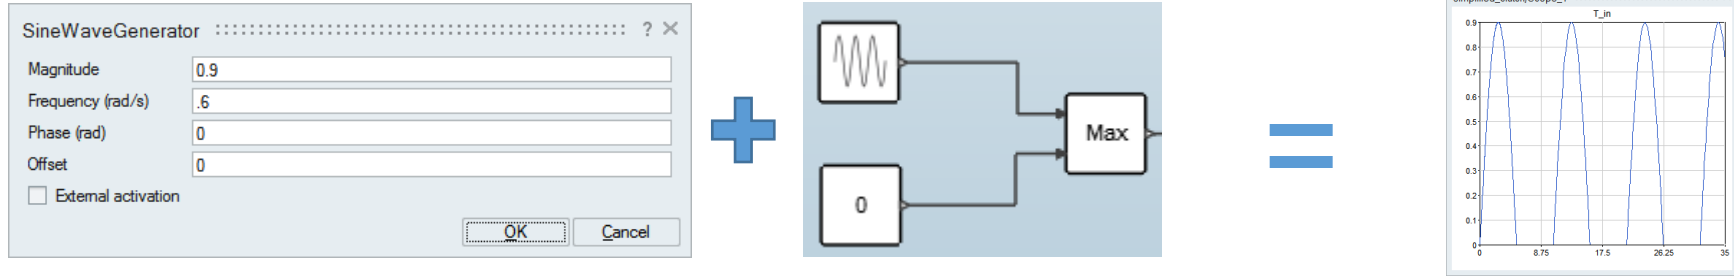 SineWaveGenerator ? ×
Magnitude 0.9
Frequency (rad/s) .6
Phase (rad) 0
Offset 0
External activation
OK Cancel
Max
0
T_in
0.9
0.8
0.7
0.6
0.5
0.4
0.3
0.2
0.1
0
0 8.75 17.5 26.25 35